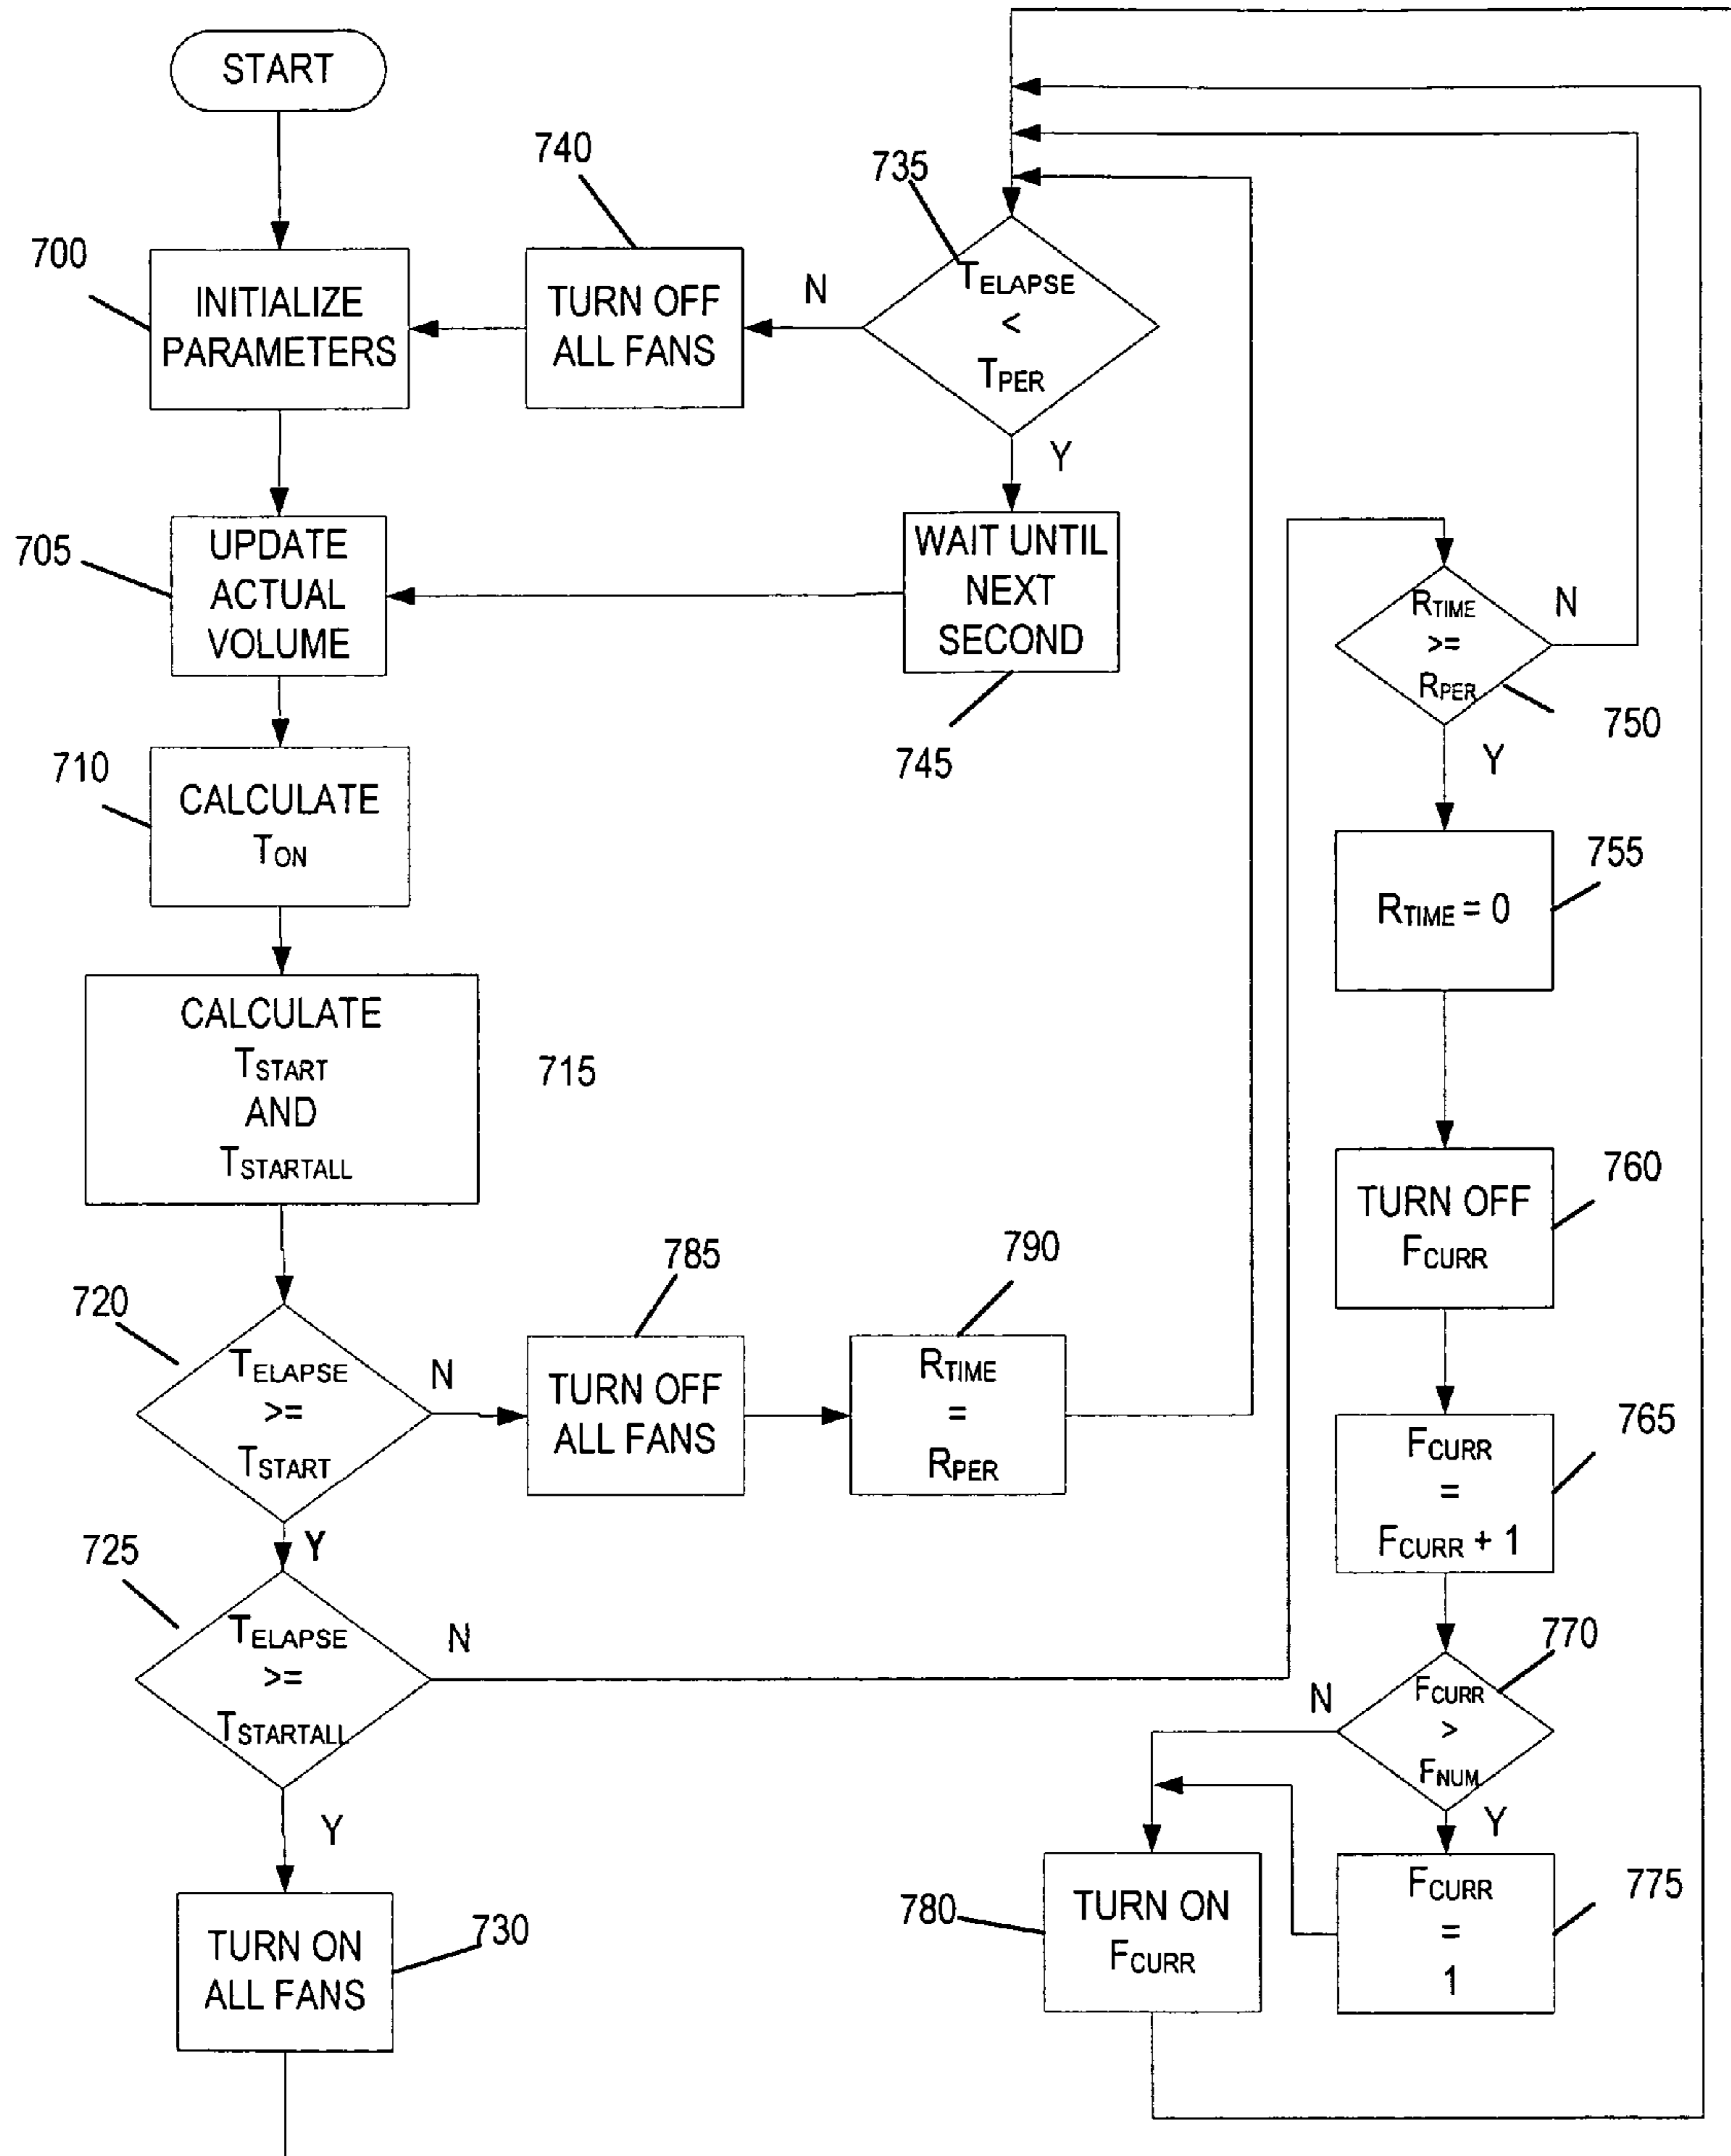 START
700
INITIALIZE
PARAMETERS
740
TURN OFF
ALL FANS
N
735
TELAPSE
<
TPER
Y
705
UPDATE
ACTUAL
VOLUME
WAIT UNTIL
NEXT
SECOND
745
710
CALCULATE
TON
CALCULATE
TSTART
AND
TSTARTALL
715
720
TELAPSE
>=
TSTART
N
Y
785
TURN OFF
ALL FANS
790
RTIME
=
RPER
725
TELAPSE
>=
TSTARTALL
N
Y
TURN ON
ALL FANS
730
RTIME
>=
RPER
N
750
Y
755
RTIME = 0
760
TURN OFF
FCURR
765
FCURR
=
FCURR + 1
770
FCURR
>
FNUM
N
Y
FCURR
=
1
775
780
TURN ON
FCURR